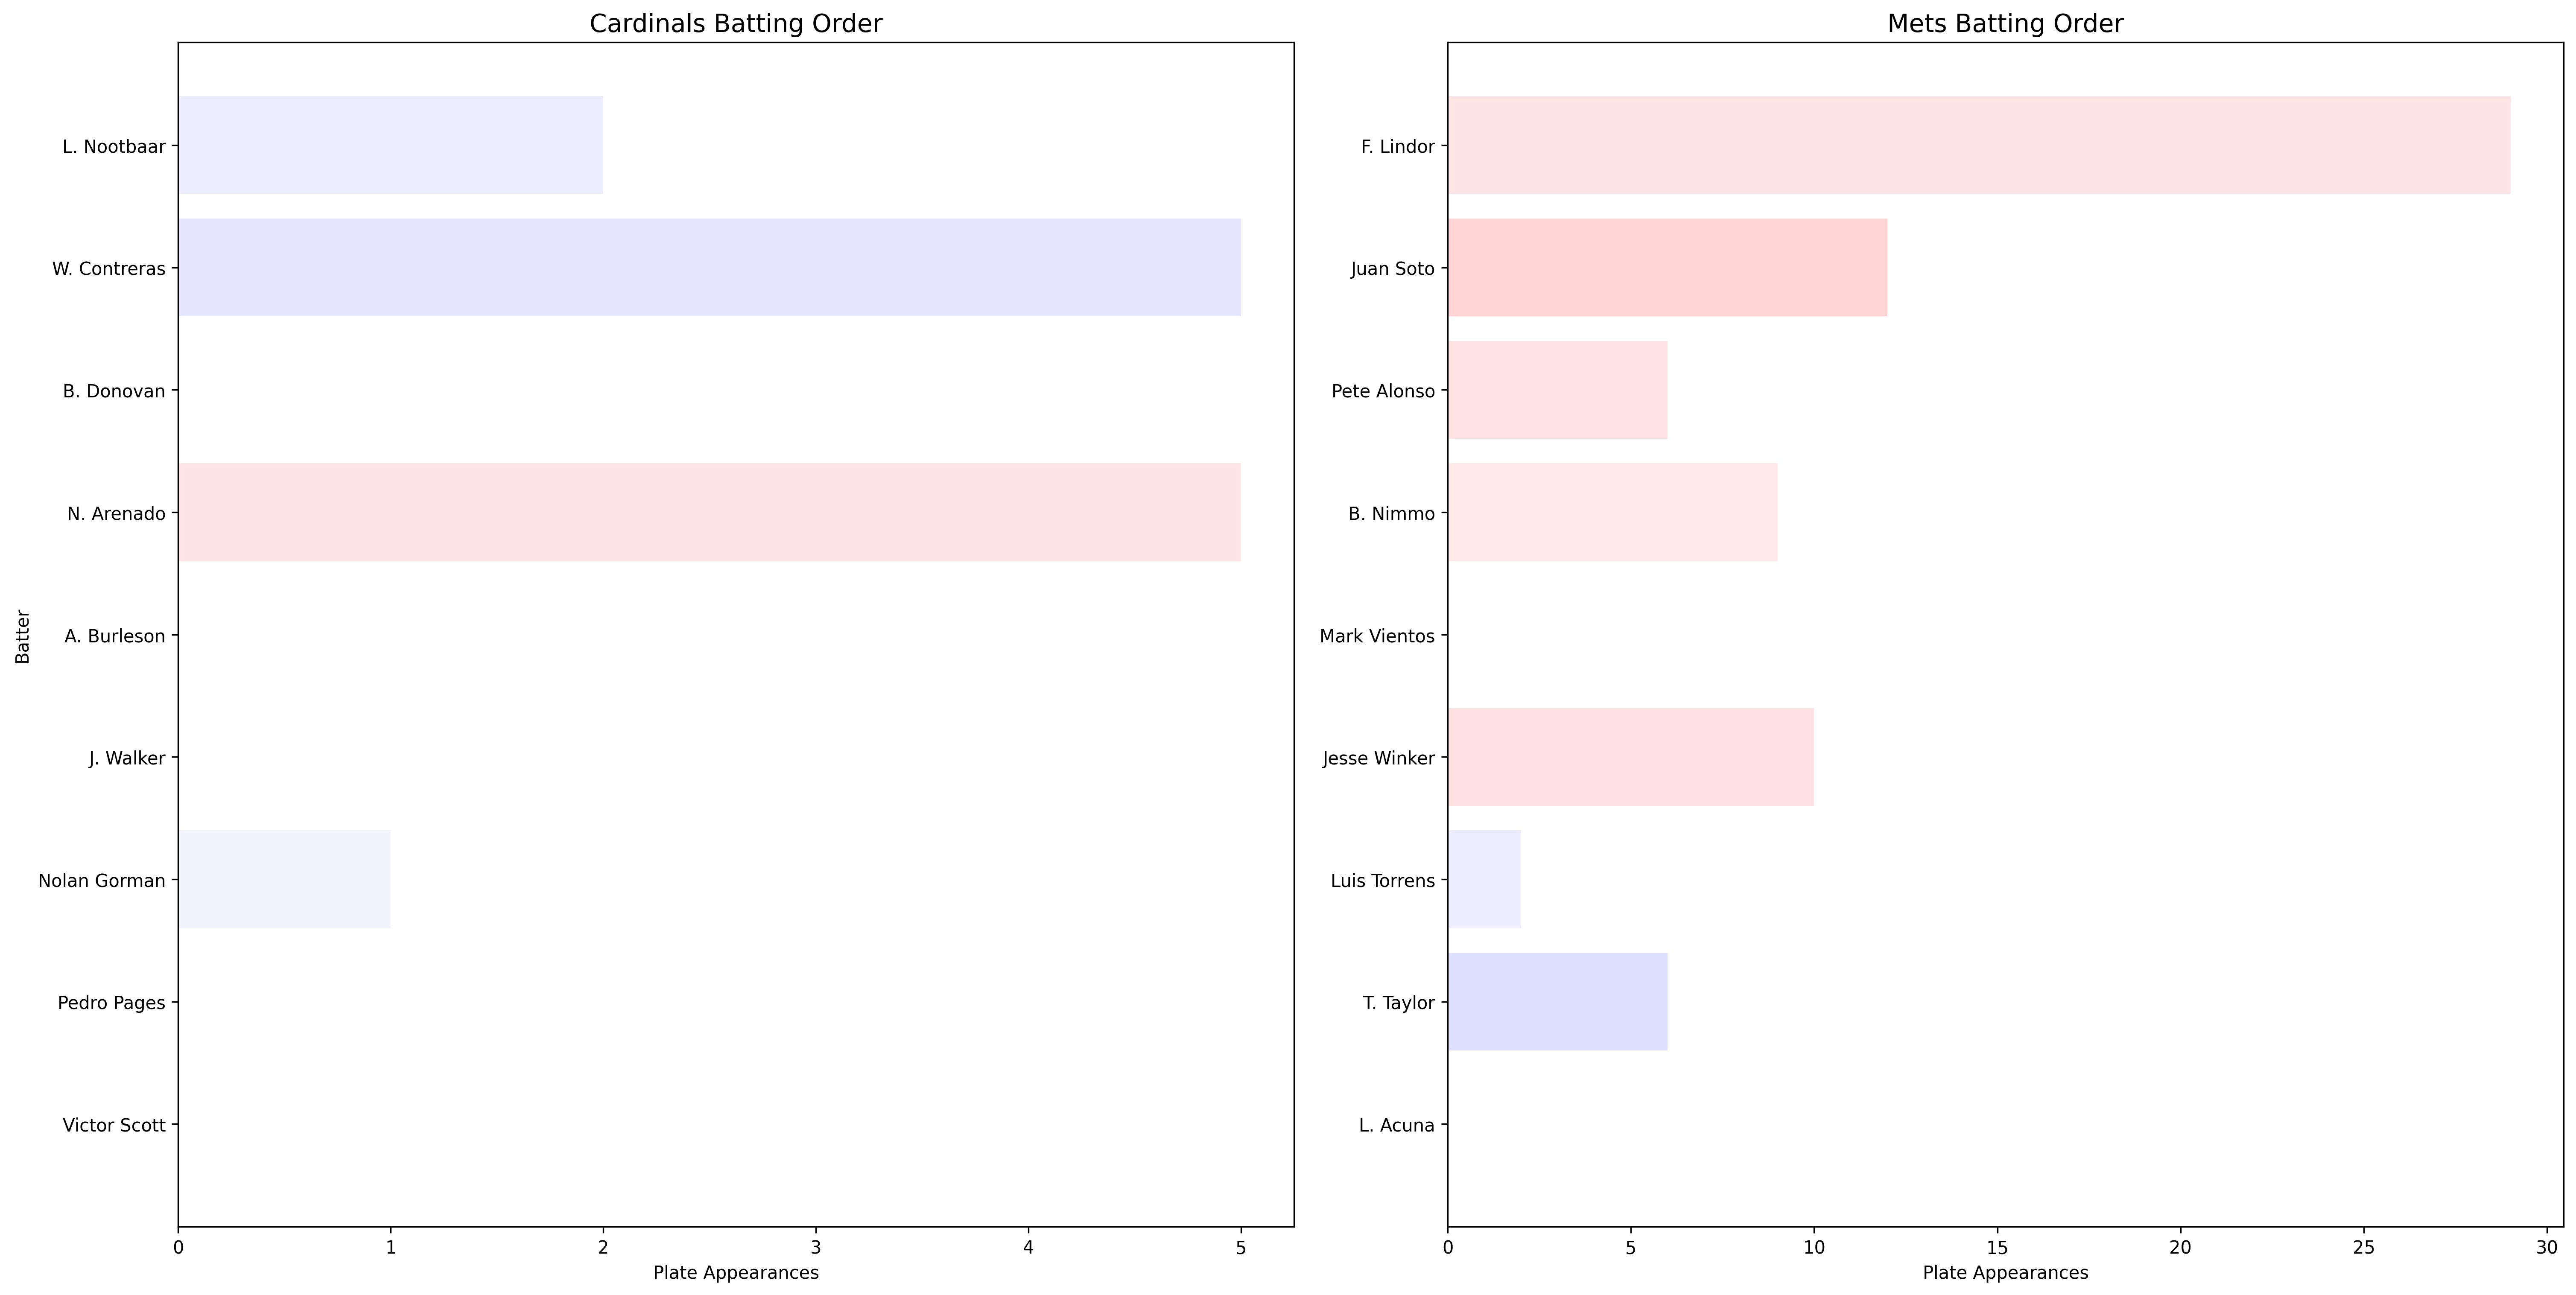 Cardinals Batting Order
Batter
L. Nootbaar
W. Contreras
B. Donovan
N. Arenado
A. Burleson
J. Walker
Nolan Gorman
Pedro Pages
Victor Scott
0 1 2 3 4 5
Plate Appearances
Mets Batting Order
F. Lindor
Juan Soto
Pete Alonso
B. Nimmo
Mark Vientos
Jesse Winker
Luis Torrens
T. Taylor
L. Acuna
0 5 10 15 20 25 30
Plate Appearances